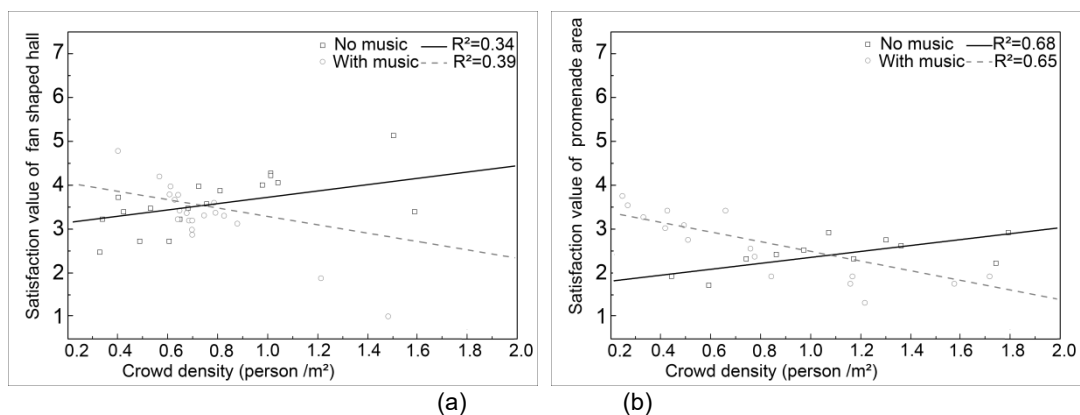 Satisfaction value of fan shaped hall
7
6
5
4
3
2
1
No music R²=0.34
With music R²=0.39
0.2 0.4 0.6 0.8 1.0 1.2 1.4 1.6 1.8 2.0
Crowd density (person /m²)
(a)
Satisfaction value of promenade area
7
6
5
4
3
2
1
No music R²=0.68
With music R²=0.65
0.2 0.4 0.6 0.8 1.0 1.2 1.4 1.6 1.8 2.0
Crowd density (person /m²)
(b)